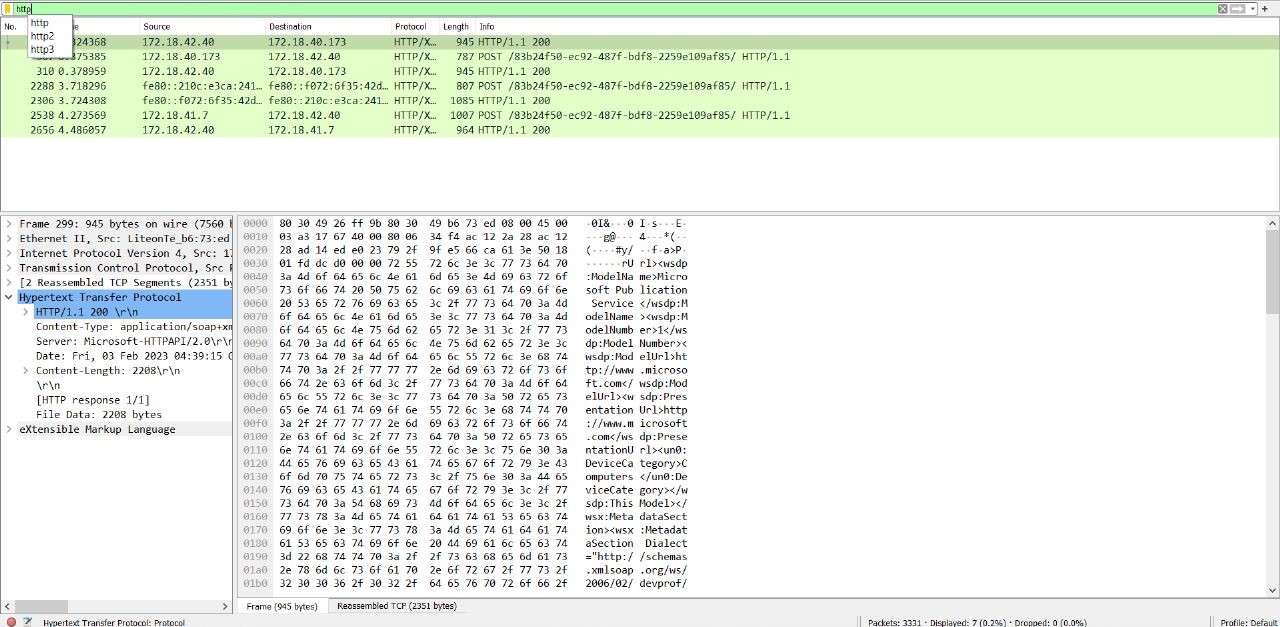 http
http
http2
http3
No. Source Destination Protocol Length Info
324368 172.18.42.40 172.18.40.173 HTTP/X… 945 HTTP/1.1 200
375385 172.18.40.173 172.18.42.40 HTTP/X… 787 POST /83b24f50-ec92-487f-bdf8-2259e109af85/ HTTP/1.1
310 0.378959 172.18.42.40 172.18.40.173 HTTP/X… 945 HTTP/1.1 200
2288 3.718296 fe80::210c:e3ca:241… fe80::f072:6f35:42d… HTTP/X… 807 POST /83b24f50-ec92-487f-bdf8-2259e109af85/ HTTP/1.1
2306 3.724308 fe80::f072:6f35:42d… fe80::210c:e3ca:241… HTTP/X… 1085 HTTP/1.1 200
2538 4.273569 172.18.41.7 172.18.42.40 HTTP/X… 1007 POST /83b24f50-ec92-487f-bdf8-2259e109af85/ HTTP/1.1
2656 4.486057 172.18.42.40 172.18.41.7 HTTP/X… 964 HTTP/1.1 200
Frame 299: 945 bytes on wire (7560 b
Ethernet II, Src: LiteonTe_b6:73:ed
Internet Protocol Version 4, Src: 17
Transmission Control Protocol, Src P
[2 Reassembled TCP Segments (2351 by
Hypertext Transfer Protocol
HTTP/1.1 200 \r\n
Content-Type: application/soap+xm
Server: Microsoft-HTTPAPI/2.0\r\n
Date: Fri, 03 Feb 2023 04:39:15 G
Content-Length: 2208\r\n
\r\n
[HTTP response 1/1]
File Data: 2208 bytes
eXtensible Markup Language
0000 80 30 49 26 ff 9b 80 30 49 b6 73 ed 08 00 45 00 ·0I&···0 I·s···E·
0010 03 a3 17 67 40 00 80 06 34 f4 ac 12 2a 28 ac 12 ···g@··· 4···*(··
0020 28 ad 14 ed e0 23 79 2f 9f e5 66 ca 61 3e 50 18 (····#y/ ··f·a>P·
0030 01 fd dc d0 00 00 72 55 72 6c 3e 3c 77 73 64 70 ······rU rl><wsdp
0040 3a 4d 6f 64 65 6c 4e 61 6d 65 3e 4d 69 63 72 6f :ModelNa me>Micro
0050 73 6f 66 74 20 50 75 62 6c 69 63 61 74 69 6f 6e soft Pub lication
0060 20 53 65 72 76 69 63 65 3c 2f 77 73 64 70 3a 4d Service </wsdp:M
0070 6f 64 65 6c 4e 61 6d 65 3e 3c 77 73 64 70 3a 4d odelName ><wsdp:M
0080 6f 64 65 6c 4e 75 6d 62 65 72 3e 31 3c 2f 77 73 odelNumb er>1</ws
0090 64 70 3a 4d 6f 64 65 6c 4e 75 6d 62 65 72 3e 3c dp:Model Number><
00a0 77 73 64 70 3a 4d 6f 64 65 6c 55 72 6c 3e 68 74 wsdp:Mod elUrl>ht
00b0 74 70 3a 2f 2f 77 77 77 2e 6d 69 63 72 6f 73 6f tp://www .microso
00c0 66 74 2e 63 6f 6d 3c 2f 77 73 64 70 3a 4d 6f 64 ft.com</ wsdp:Mod
00d0 65 6c 55 72 6c 3e 3c 77 73 64 70 3a 50 72 65 73 elUrl><w sdp:Pres
00e0 65 6e 74 61 74 69 6f 6e 55 72 6c 3e 68 74 74 70 entation Url>http
00f0 3a 2f 2f 77 77 77 2e 6d 69 63 72 6f 73 6f 66 74 ://www.m icrosoft
0100 2e 63 6f 6d 3c 2f 77 73 64 70 3a 50 72 65 73 65 .com</ws dp:Prese
0110 6e 74 61 74 69 6f 6e 55 72 6c 3e 3c 75 6e 30 3a ntationU rl><un0:
0120 44 65 76 69 63 65 43 61 74 65 67 6f 72 79 3e 43 DeviceCa tegory>C
0130 6f 6d 70 75 74 65 72 73 3c 2f 75 6e 30 3a 44 65 omputers </un0:De
0140 76 69 63 65 43 61 74 65 67 6f 72 79 3e 3c 2f 77 viceCate gory></w
0150 73 64 70 3a 54 68 69 73 4d 6f 64 65 6c 3e 3c 2f sdp:This Model></
0160 77 73 78 3a 4d 65 74 61 64 61 74 61 53 65 63 74 wsx:Meta dataSect
0170 69 6f 6e 3e 3c 77 73 78 3a 4d 65 74 61 64 61 74 ion><wsx :Metadat
0180 61 53 65 63 74 69 6f 6e 20 44 69 61 6c 65 63 74 aSection Dialect
0190 3d 22 68 74 74 70 3a 2f 2f 73 63 68 65 6d 61 73 ="http:/ /schemas
01a0 2e 78 6d 6c 73 6f 61 70 2e 6f 72 67 2f 77 73 2f .xmlsoap .org/ws/
01b0 32 30 30 36 2f 30 32 2f 64 65 76 70 72 6f 66 2f 2006/02/ devprof/
Frame (945 bytes) Reassembled TCP (2351 bytes)
Hypertext Transfer Protocol: Protocol Packets: 3331 · Displayed: 7 (0.2%) · Dropped: 0 (0.0%) Profile: Default